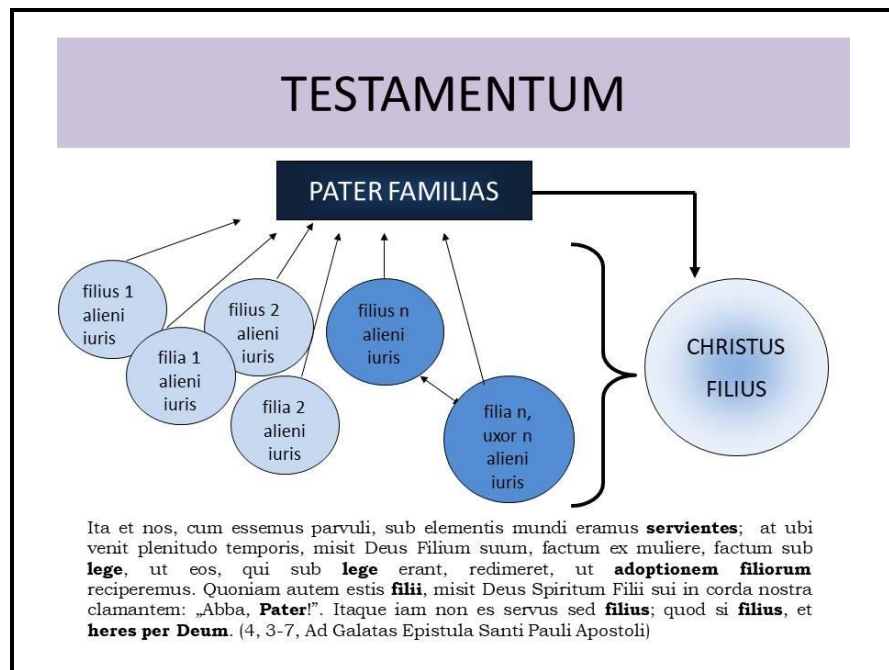 TESTAMENTUM
PATER FAMILIAS
filius 1
alieni
iuris
filia 1
alieni
iuris
filius 2
alieni
iuris
filia 2
alieni
iuris
filius n
alieni
iuris
filia n,
uxor n
alieni
iuris
CHRISTUS
FILIUS
Ita et nos, cum essemus parvuli, sub elementis mundi eramus servientes; at ubi
venit plenitudo temporis, misit Deus Filium suum, factum ex muliere, factum sub
lege, ut eos, qui sub lege erant, redimeret, ut adoptionem filiorum
reciperemus. Quoniam autem estis filii, misit Deus Spiritum Filii sui in corda nostra
clamantem: „Abba, Pater!”. Itaque iam non es servus sed filius; quod si filius, et
heres per Deum. (4, 3-7, Ad Galatas Epistula Santi Pauli Apostoli)